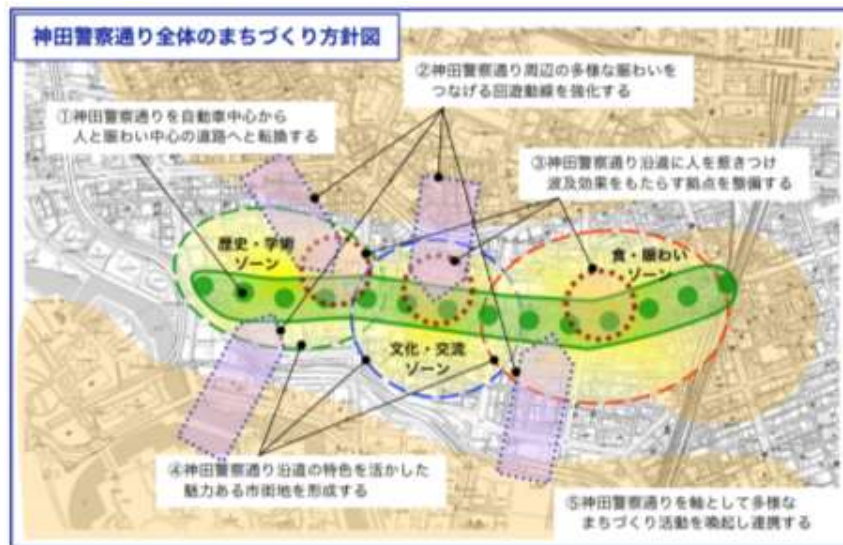 神田警察通り全体のまちづくり方針図
②神田警察通り周辺の多様な賑わいを
つなげる回遊動線を強化する
①神田警察通りを自動車中心から
人と賑わい中心の道路へと転換する
③神田警察通り沿道に人を惹きつけ
波及効果をもたらす拠点を整備する
歴史・学術
ゾーン
食・賑わい
ゾーン
文化・交流
ゾーン
④神田警察通り沿道の特色を活かした
魅力ある市街地を形成する
⑤神田警察通りを軸として多様な
まちづくり活動を喚起し連携する